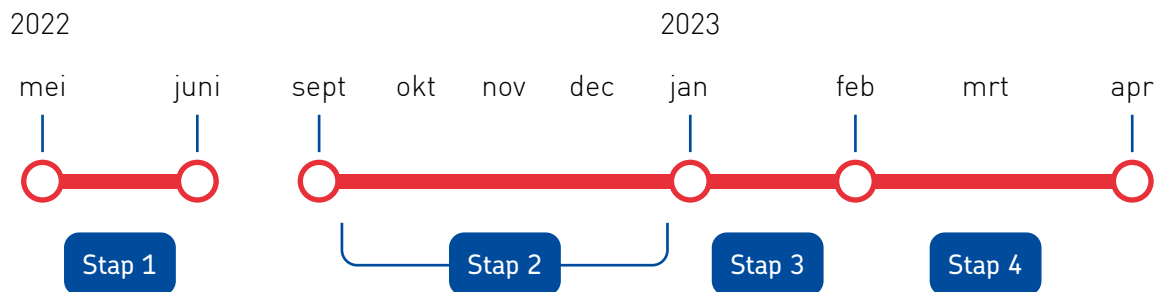 2022 2023
mei juni sept okt nov dec jan feb mrt apr
Stap 1 Stap 2 Stap 3 Stap 4